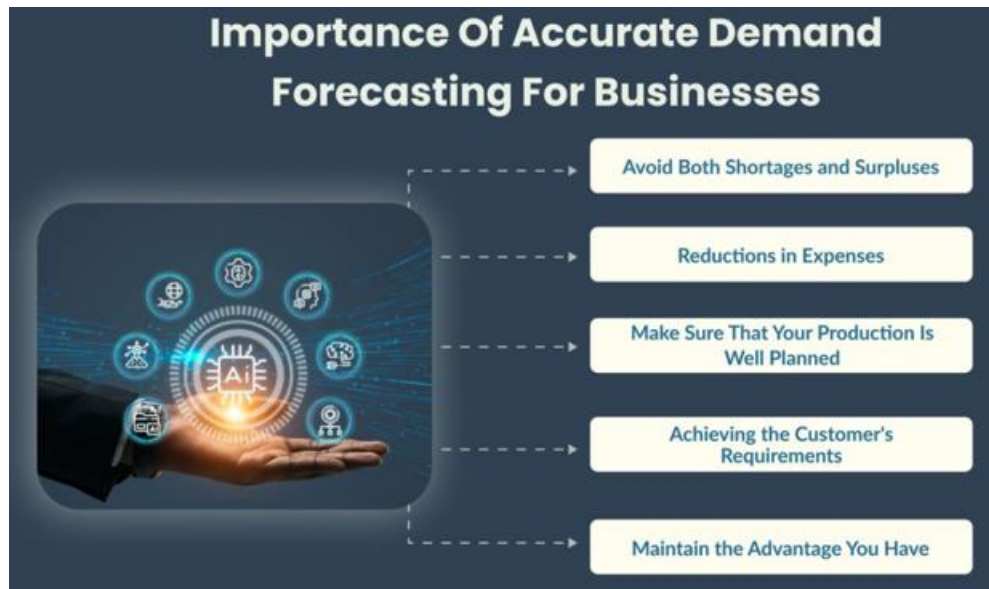 Importance Of Accurate Demand
Forecasting For Businesses
Avoid Both Shortages and Surpluses
Reductions in Expenses
Make Sure That Your Production Is
Well Planned
Achieving the Customer's
Requirements
Maintain the Advantage You Have
Ai